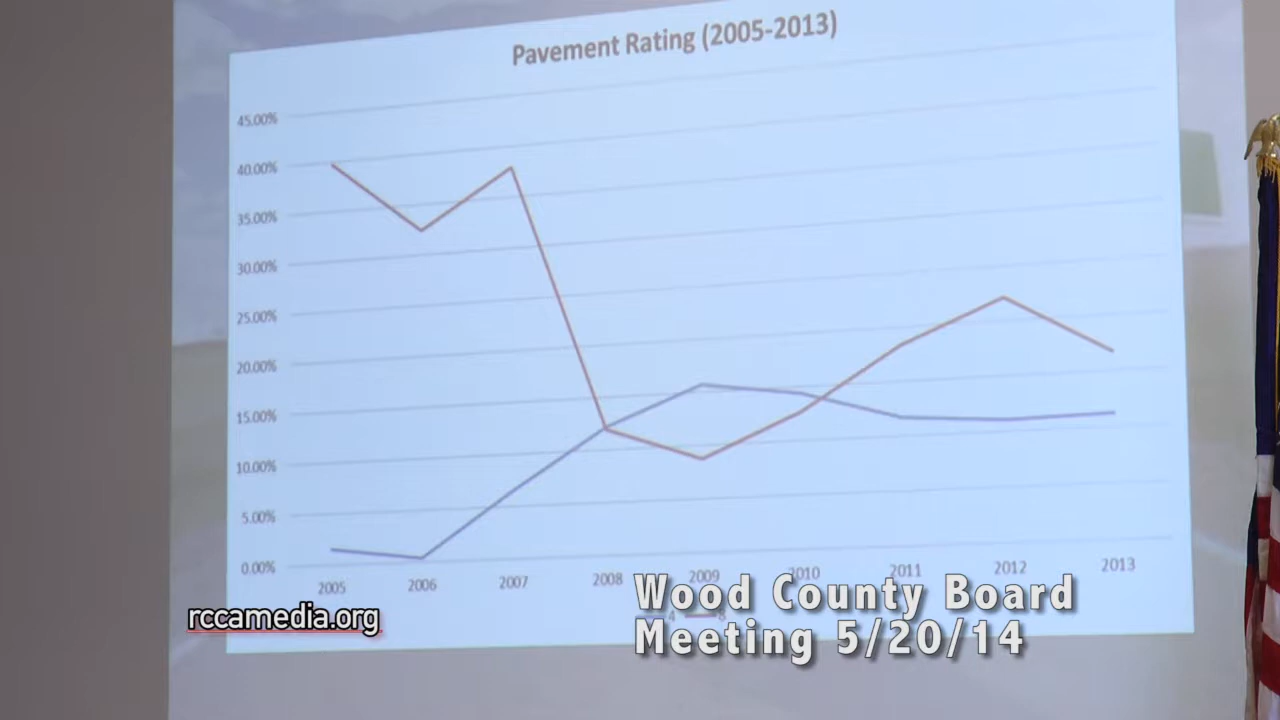 Pavement Rating (2005-2013)
45.00%
40.00%
35.00%
30.00%
25.00%
20.00%
15.00%
10.00%
5.00%
0.00%
2005 2006 2007 2008 2009 2010 2011 2012 2013
rccamedia.org
Wood County Board
Meeting 5/20/14